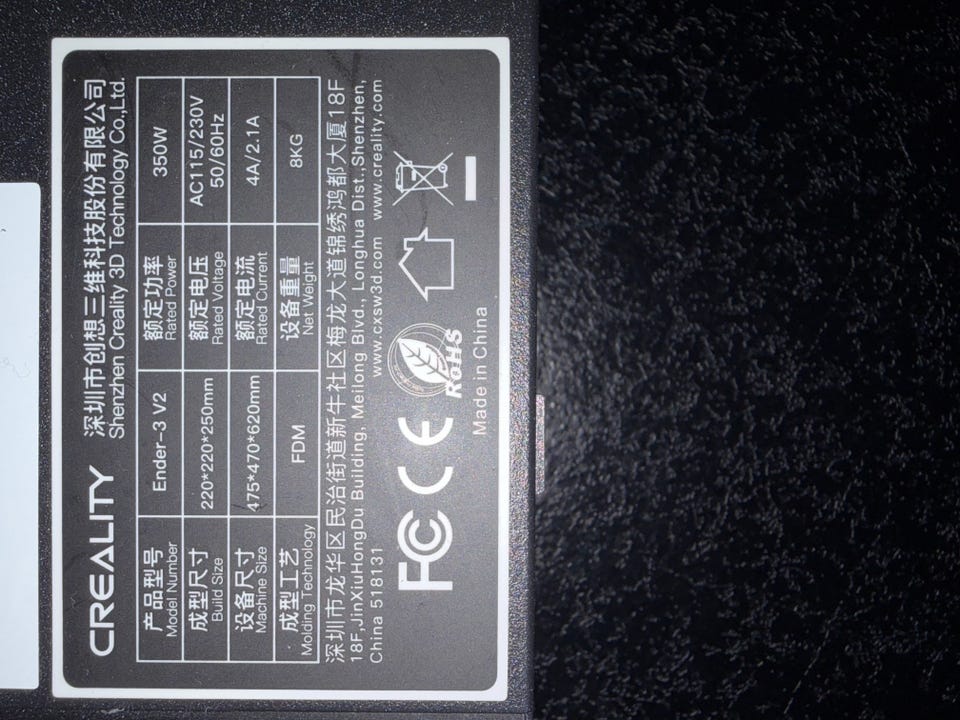 CREALITY
深圳市创想三维科技股份有限公司
Shenzhen Creality 3D Technology Co.,Ltd.
产品型号 Ender-3 V2 额定功率 350W
Model Number Rated Power
成型尺寸 220*220*250mm 额定电压 AC115/230V
Build Size Rated Voltage 50/60Hz
设备尺寸 475*470*620mm 额定电流 4A/2.1A
Machine Size Rated Current
成型工艺 FDM 设备重量 8KG
Molding Technology Net Weight
深圳市龙华区民治街道新牛社区梅龙大道锦绣鸿都大厦18F
18F,JinXiuHongDu Building, Meilong Blvd., Longhua Dist.,Shenzhen,
China 518131 www.cxsw3d.com www.creality.com
FC CE RoHS
Made in China